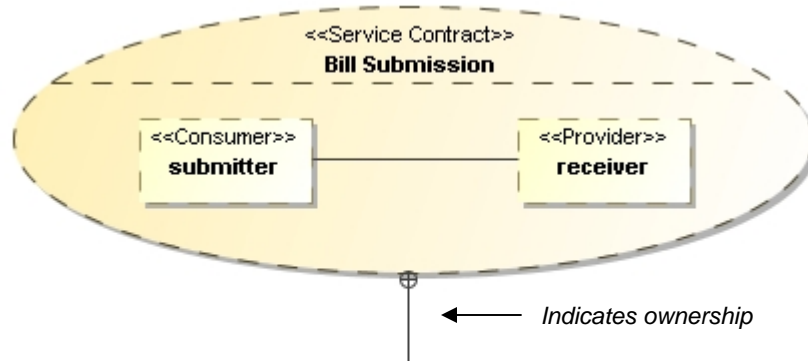 <<Service Contract>>
Bill Submission
<<Consumer>>
submitter
<<Provider>>
receiver
Indicates ownership